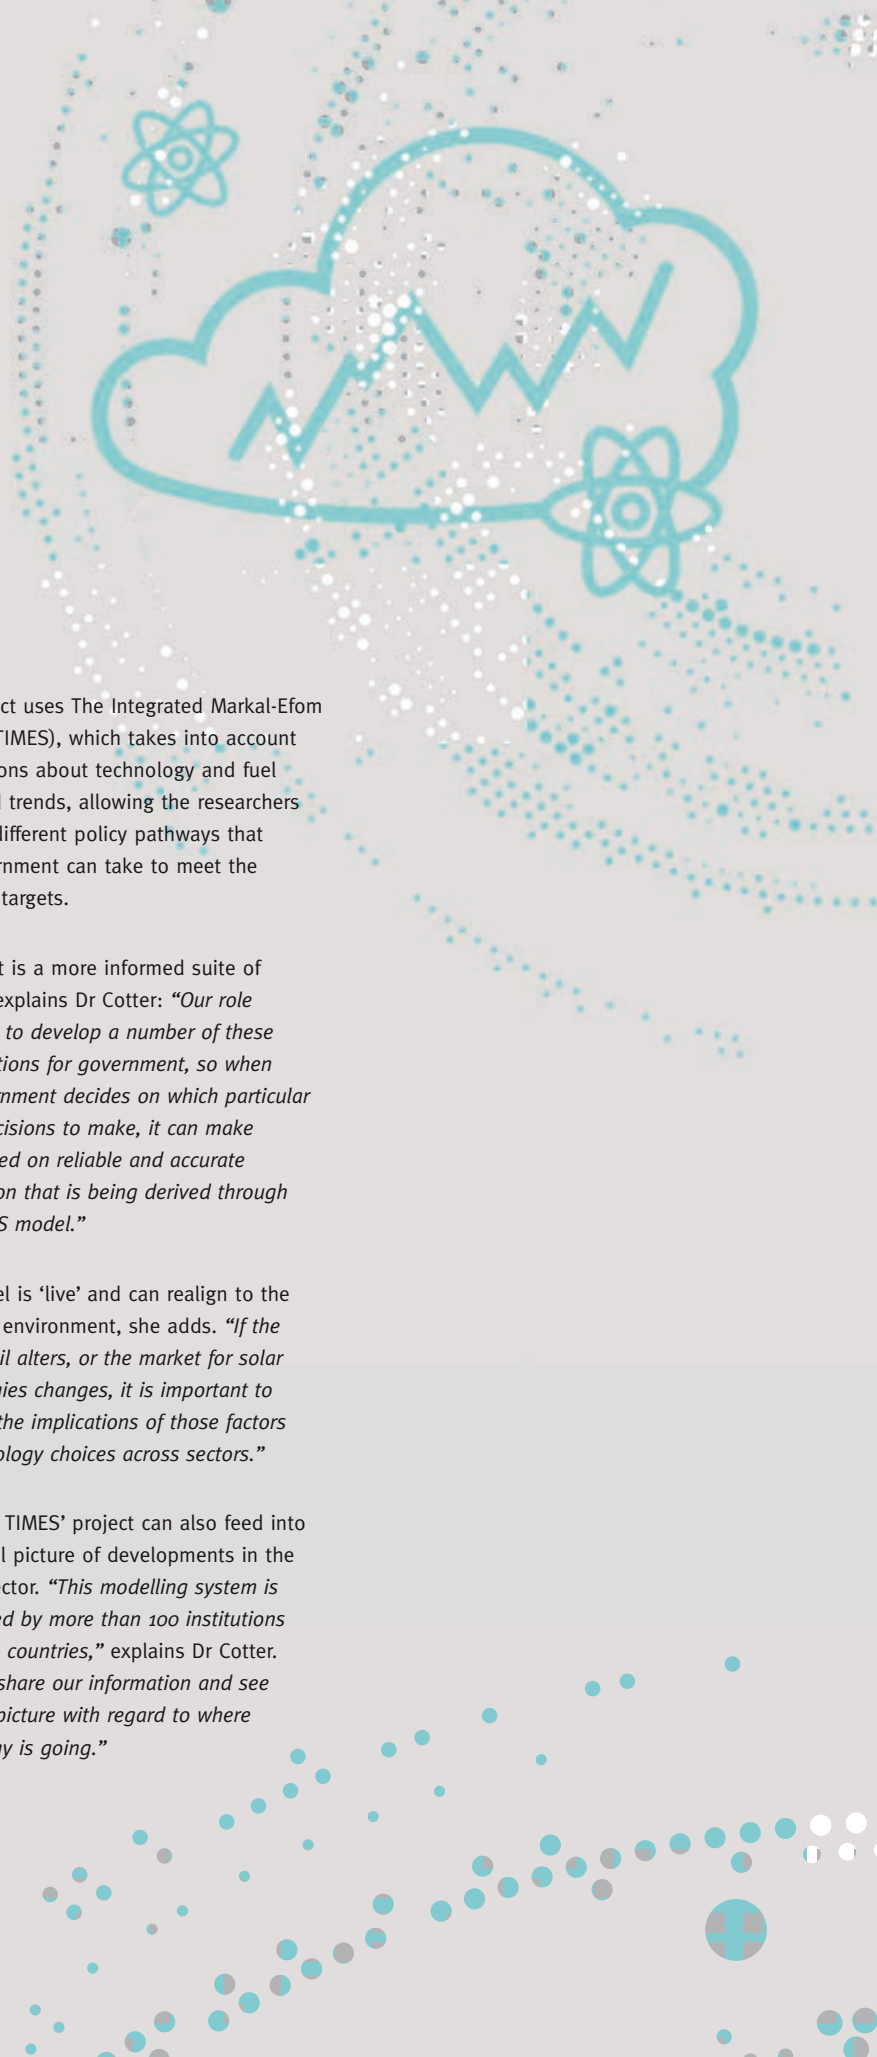 ct uses The Integrated Markal-Efom
TIMES), which takes into account
ons about technology and fuel
l trends, allowing the researchers
different policy pathways that
rnment can take to meet the
targets.
t is a more informed suite of
explains Dr Cotter: “Our role
to develop a number of these
tions for government, so when
rnment decides on which particular
cisions to make, it can make
ed on reliable and accurate
on that is being derived through
S model.”
el is ‘live’ and can realign to the
environment, she adds. “If the
il alters, or the market for solar
gies changes, it is important to
the implications of those factors
ology choices across sectors.”
TIMES’ project can also feed into
l picture of developments in the
ector. “This modelling system is
ed by more than 100 institutions
countries,” explains Dr Cotter.
share our information and see
picture with regard to where
gy is going.”